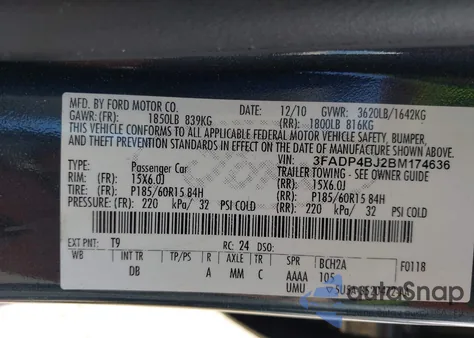 MFD. BY FORD MOTOR CO.
DATE: 12/10 GVWR: 3620LB/1642KG
GAWR: (FR): 1850LB 839KG (RR): 1800LB 816KG
THIS VEHICLE CONFORMS TO ALL APPLICABLE FEDERAL MOTOR VEHICLE SAFETY, BUMPER,
AND THEFT PREVENTION STANDARDS IN EFFECT ON THE DATE OF MANUFACTURE SHOWN ABOVE.
VIN: 3FADP4BJ2BM174636
TYPE: Passenger Car TRAILER TOWING - SEE OWNER GUIDE
RIM: (FR): 15X6.0J (RR): 15X6.0J
TIRE: (FR): P185/60R15 84H (RR): P185/60R15 84H
PRESSURE: (FR): 220 kPa/ 32 PSI COLD (RR): 220 kPa/ 32 PSI COLD
EXT PNT: T9 RC: 24 DSO:
WB INT TR TP/PS R AXLE TR SPR BCH2A F0118
DB A MM C AAAA 105
UMU
autoSnap